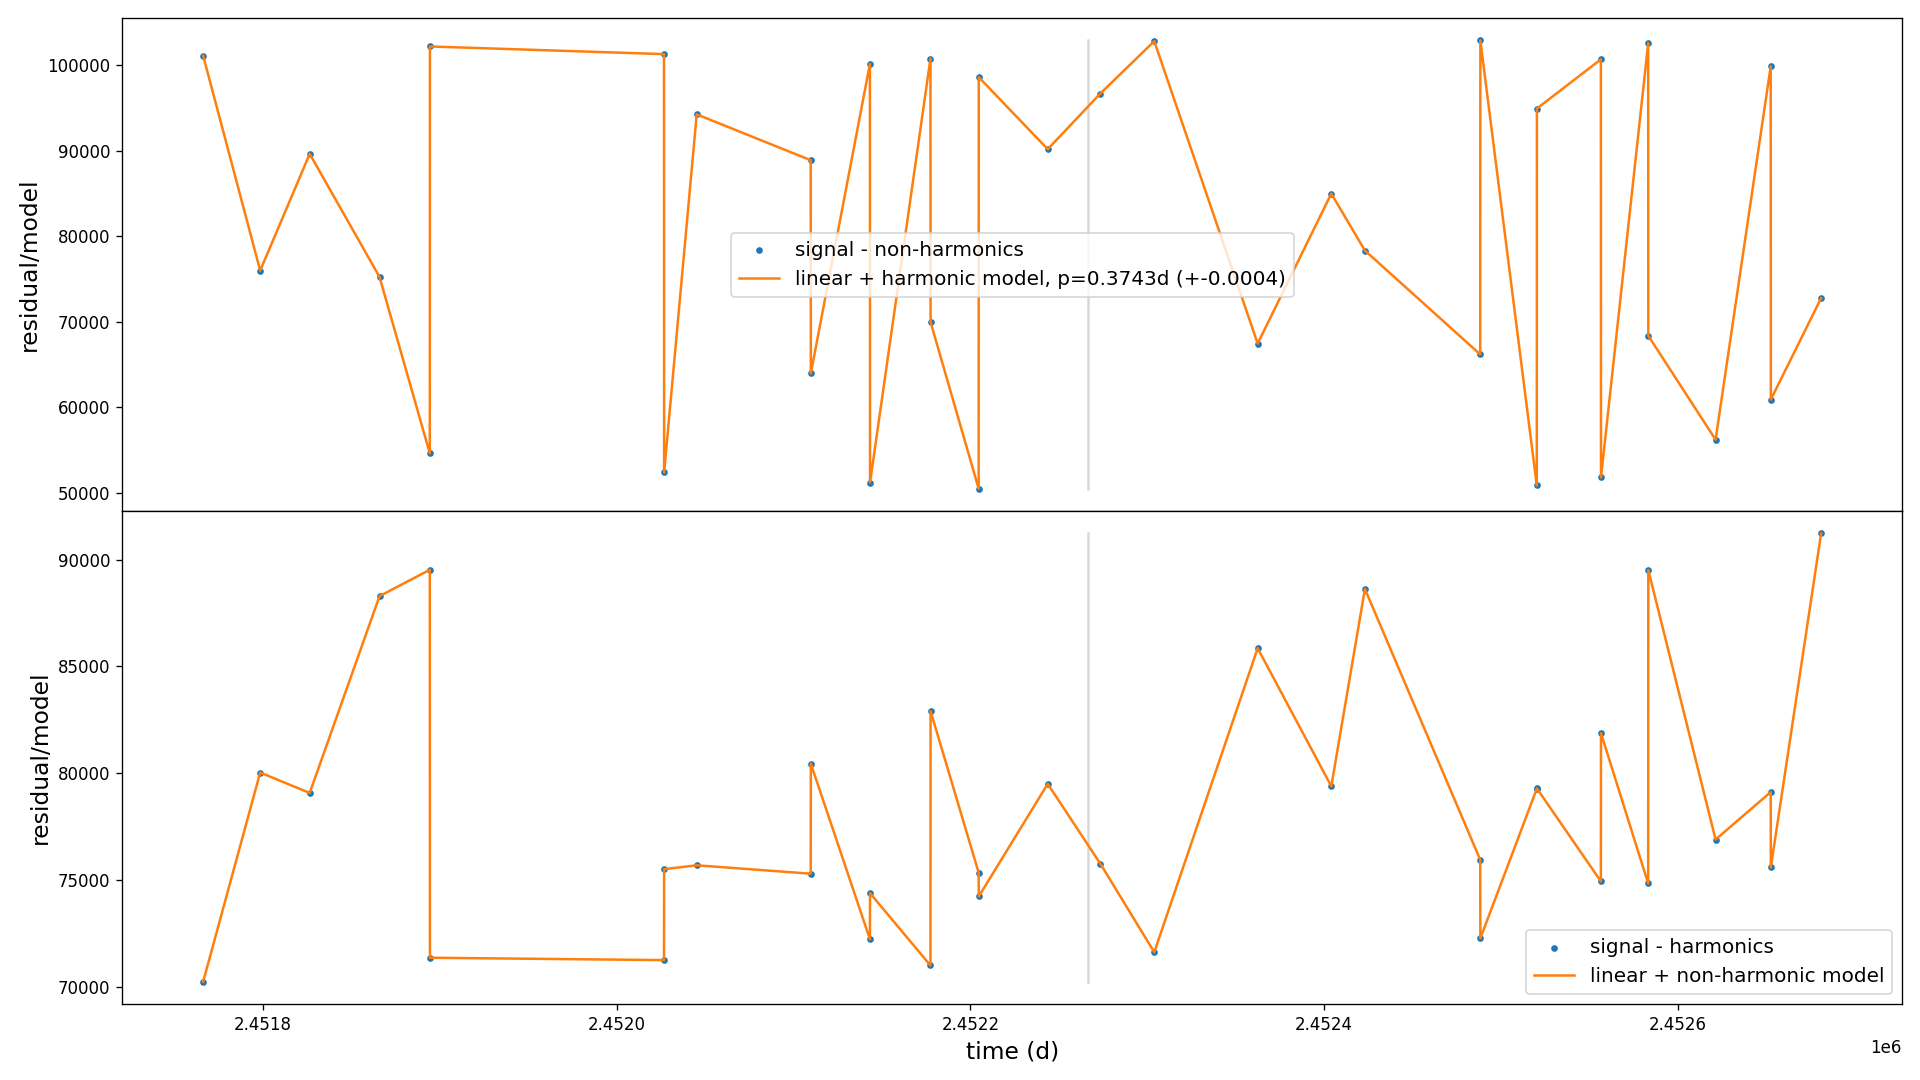 100000
90000
80000
70000
60000
50000
residual/model
signal - non-harmonics
linear + harmonic model, p=0.3743d (+-0.0004)
90000
85000
80000
75000
70000
residual/model
signal - harmonics
linear + non-harmonic model
2.4518
2.4520
2.4522
2.4524
2.4526
1e6
time (d)